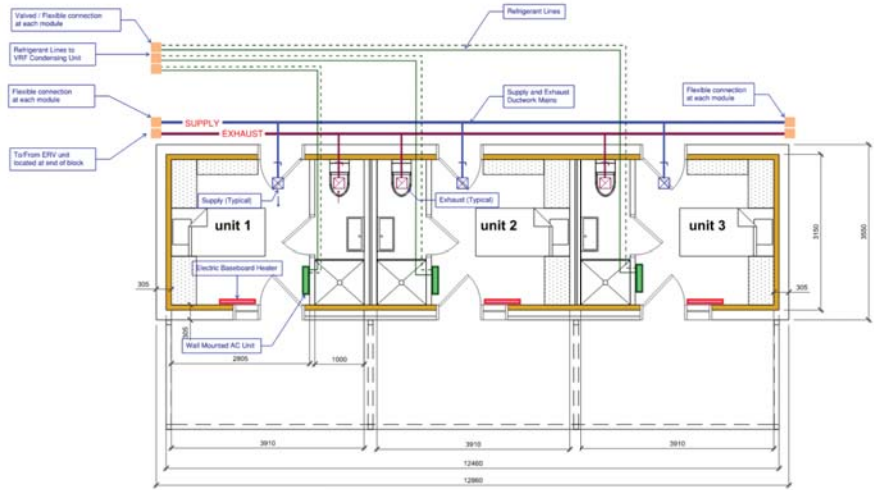 Valved / Flexible connection
at each module
Refrigerant Lines
Refrigerant Lines to
VRF Condensing Unit
Flexible connection
at each module
Supply and Exhaust
Ductwork Mains
Flexible connection
at each module
SUPPLY
EXHAUST
To/From ERV unit
located at end of block
Supply (Typical)
Exhaust (Typical)
unit 1
unit 2
unit 3
3150
3550
Electric Baseboard Heater
305
305
305
Wall Mounted AC Unit
2805
1000
3910
3910
3910
12460
12860